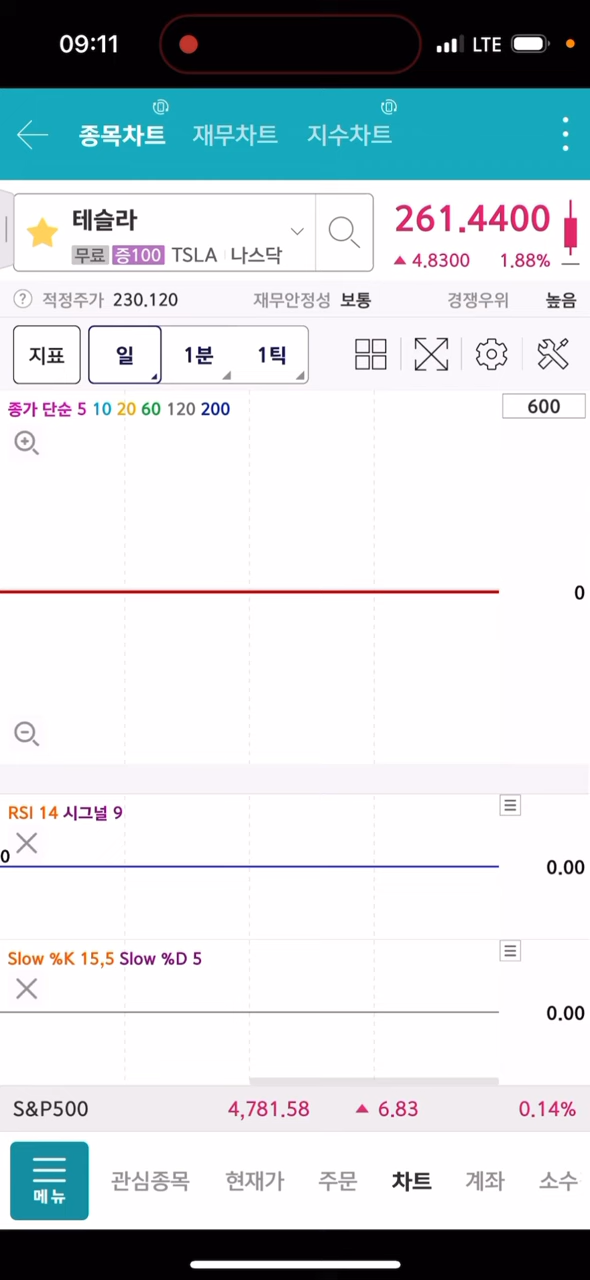 09:11 LTE
종목차트 재무차트 지수차트
테슬라
무료 증100 TSLA 나스닥
261.4400
▲ 4.8300 1.88%
? 적정주가 230.120 재무안정성 보통 경쟁우위 높음
지표 일 1분 1틱
종가 단순 5 10 20 60 120 200
600
0
RSI 14 시그널 9
0
0.00
Slow %K 15,5 Slow %D 5
0.00
S&P500 4,781.58 ▲ 6.83 0.14%
메뉴 관심종목 현재가 주문 차트 계좌 소수